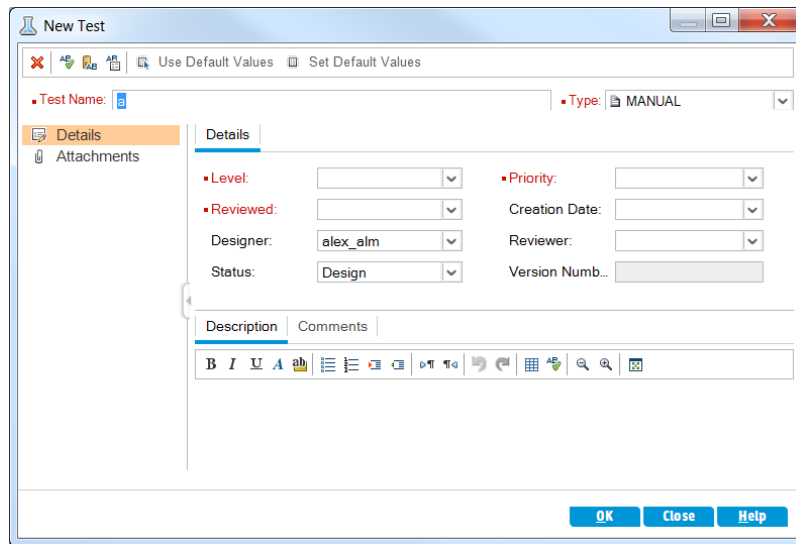 New Test
Use Default Values Set Default Values
Test Name: a Type: MANUAL
Details
Attachments
Details
Level: Priority:
Reviewed: Creation Date:
Designer: alex_alm Reviewer:
Status: Design Version Numb...
Description Comments
B I U A ab
OK Close Help